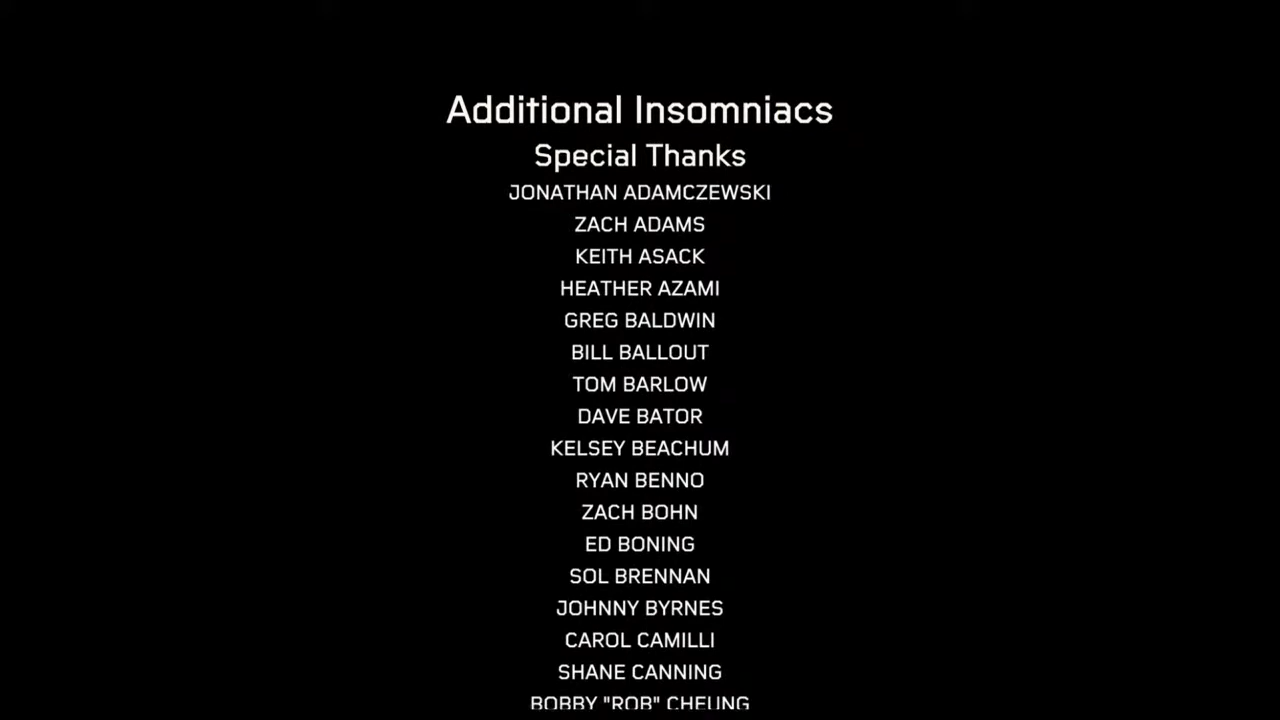 Additional Insomniacs
Special Thanks
JONATHAN ADAMCZEWSKI
ZACH ADAMS
KEITH ASACK
HEATHER AZAMI
GREG BALDWIN
BILL BALLOUT
TOM BARLOW
DAVE BATOR
KELSEY BEACHUM
RYAN BENNO
ZACH BOHN
ED BONING
SOL BRENNAN
JOHNNY BYRNES
CAROL CAMILLI
SHANE CANNING
BOBBY "ROB" CHEUNG